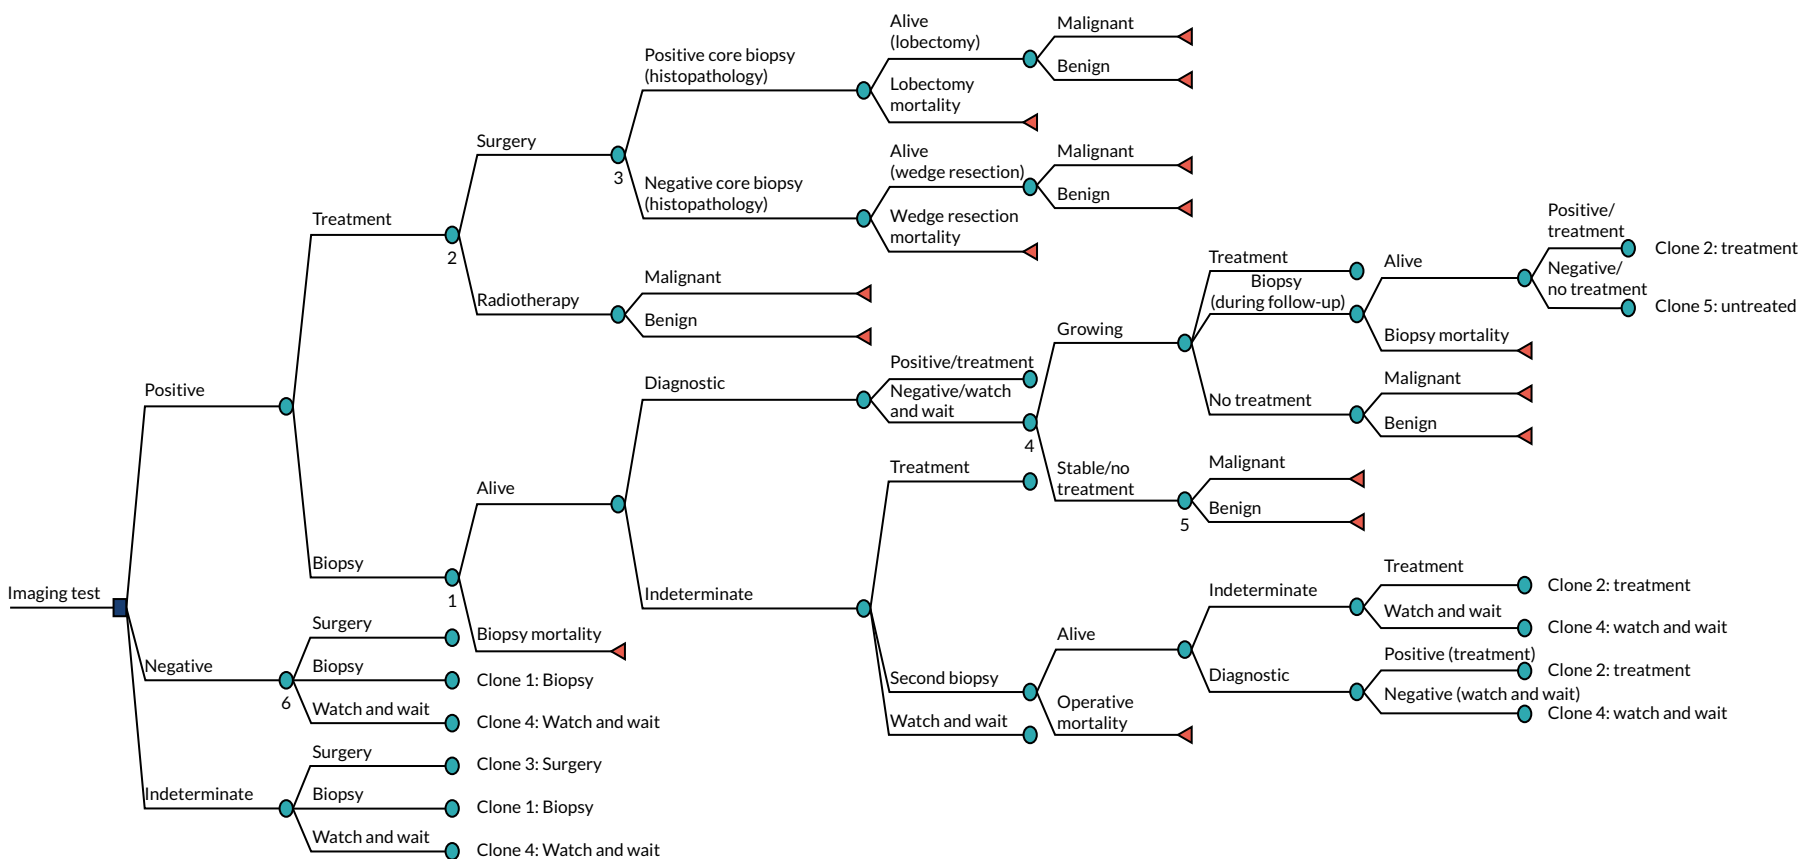 Imaging test
Positive
Treatment
2
Surgery
3
Positive core biopsy
(histopathology)
Alive
(lobectomy)
Malignant
Benign
Lobectomy
mortality
Negative core biopsy
(histopathology)
Alive
(wedge resection)
Malignant
Benign
Wedge resection
mortality
Radiotherapy
Malignant
Benign
Biopsy
1
Alive
Diagnostic
Positive/treatment
Negative/watch
and wait
4
Growing
Treatment
Biopsy
(during follow-up)
Alive
Positive/
treatment
Clone 2: treatment
Negative/
no treatment
Clone 5: untreated
Biopsy mortality
No treatment
Malignant
Benign
Stable/no
treatment
5
Malignant
Benign
Indeterminate
Treatment
Second biopsy
Alive
Indeterminate
Treatment
Clone 2: treatment
Watch and wait
Clone 4: watch and wait
Diagnostic
Positive (treatment)
Clone 2: treatment
Negative (watch and wait)
Clone 4: watch and wait
Operative
mortality
Watch and wait
Biopsy mortality
Negative
6
Surgery
Biopsy
Clone 1: Biopsy
Watch and wait
Clone 4: Watch and wait
Indeterminate
Surgery
Clone 3: Surgery
Biopsy
Clone 1: Biopsy
Watch and wait
Clone 4: Watch and wait